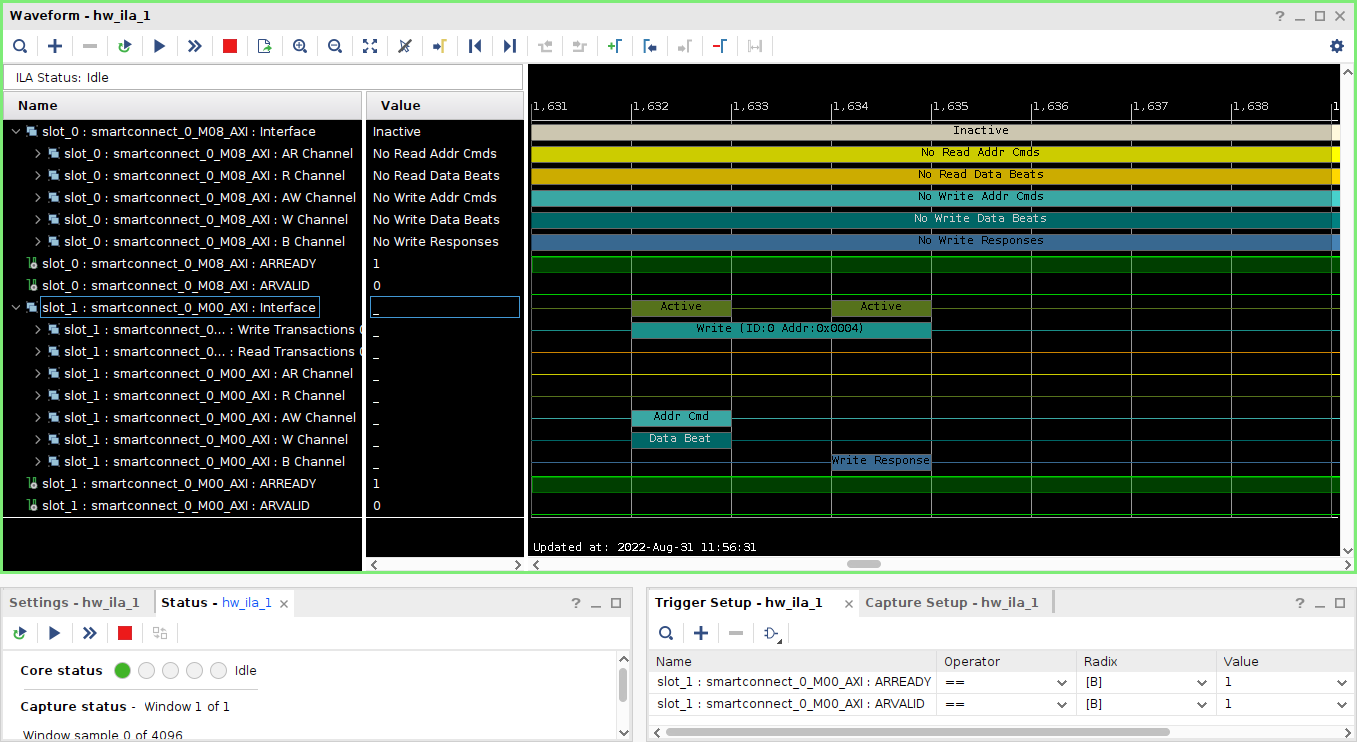 Waveform - hw_ila_1
ILA Status: Idle
Name Value
1,631 1,632 1,633 1,634 1,635 1,636 1,637 1,638 1
slot_0 : smartconnect_0_M08_AXI : Interface Inactive Inactive
slot_0 : smartconnect_0_M08_AXI : AR Channel No Read Addr Cmds No Read Addr Cmds
slot_0 : smartconnect_0_M08_AXI : R Channel No Read Data Beats No Read Data Beats
slot_0 : smartconnect_0_M08_AXI : AW Channel No Write Addr Cmds No Write Addr Cmds
slot_0 : smartconnect_0_M08_AXI : W Channel No Write Data Beats No Write Data Beats
slot_0 : smartconnect_0_M08_AXI : B Channel No Write Responses No Write Responses
slot_0 : smartconnect_0_M08_AXI : ARREADY 1
slot_0 : smartconnect_0_M08_AXI : ARVALID 0
slot_1 : smartconnect_0_M00_AXI : Interface _ Active Active
slot_1 : smartconnect_0... : Write Transactions _ Write (ID:0 Addr:0x0004)
slot_1 : smartconnect_0... : Read Transactions _
slot_1 : smartconnect_0_M00_AXI : AR Channel _
slot_1 : smartconnect_0_M00_AXI : R Channel _
slot_1 : smartconnect_0_M00_AXI : AW Channel _ Addr Cmd
slot_1 : smartconnect_0_M00_AXI : W Channel _ Data Beat
slot_1 : smartconnect_0_M00_AXI : B Channel _ Write Response
slot_1 : smartconnect_0_M00_AXI : ARREADY 1
slot_1 : smartconnect_0_M00_AXI : ARVALID 0
Updated at: 2022-Aug-31 11:56:31
Settings - hw_ila_1 Status - hw_ila_1
Core status Idle
Capture status - Window 1 of 1
Window sample 0 of 4096
Trigger Setup - hw_ila_1 Capture Setup - hw_ila_1
Name Operator Radix Value
slot_1 : smartconnect_0_M00_AXI : ARREADY == [B] 1
slot_1 : smartconnect_0_M00_AXI : ARVALID == [B] 1